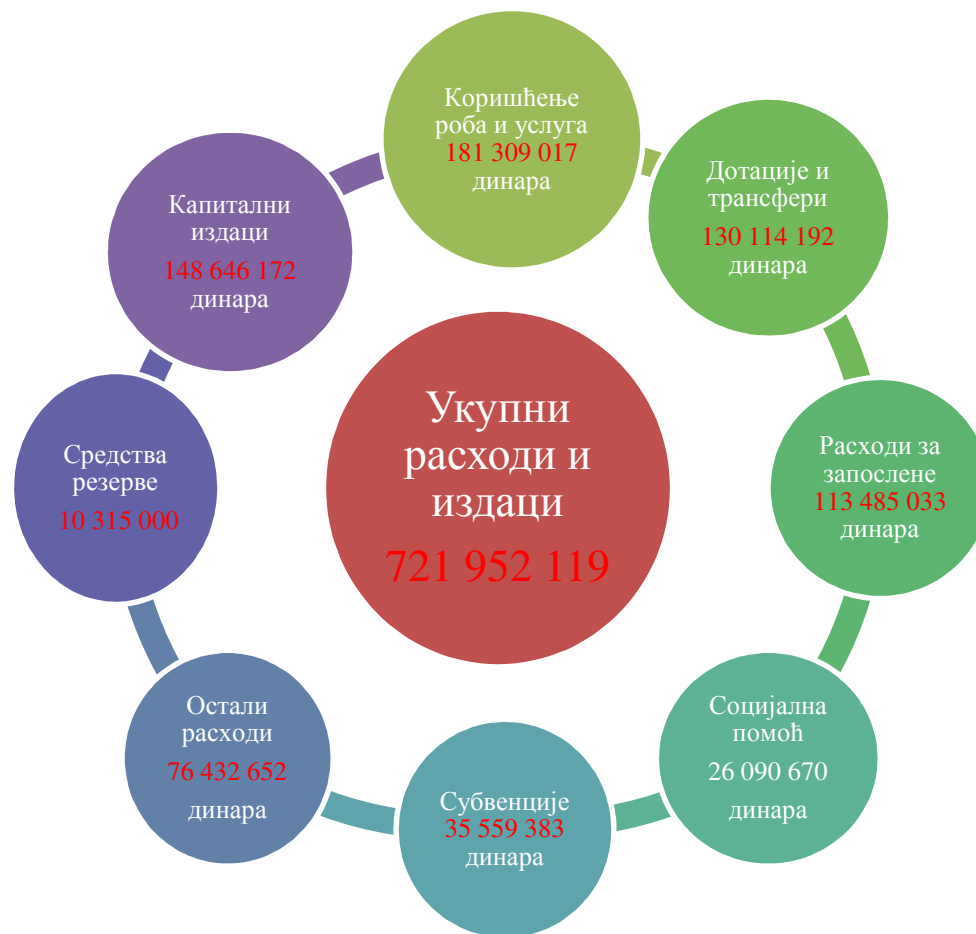 Коришћење
роба и услуга
181 309 017
динара
Дотације и
трансфери
130 114 192
динара
Капитални
издаци
148 646 172
динара
Укупни
расходи и
издаци
721 952 119
Расходи за
запослене
113 485 033
динара
Средства
резерве
10 315 000
Социјална
помоћ
26 090 670
динара
Остали
расходи
76 432 652
динара
Субвенције
35 559 383
динара